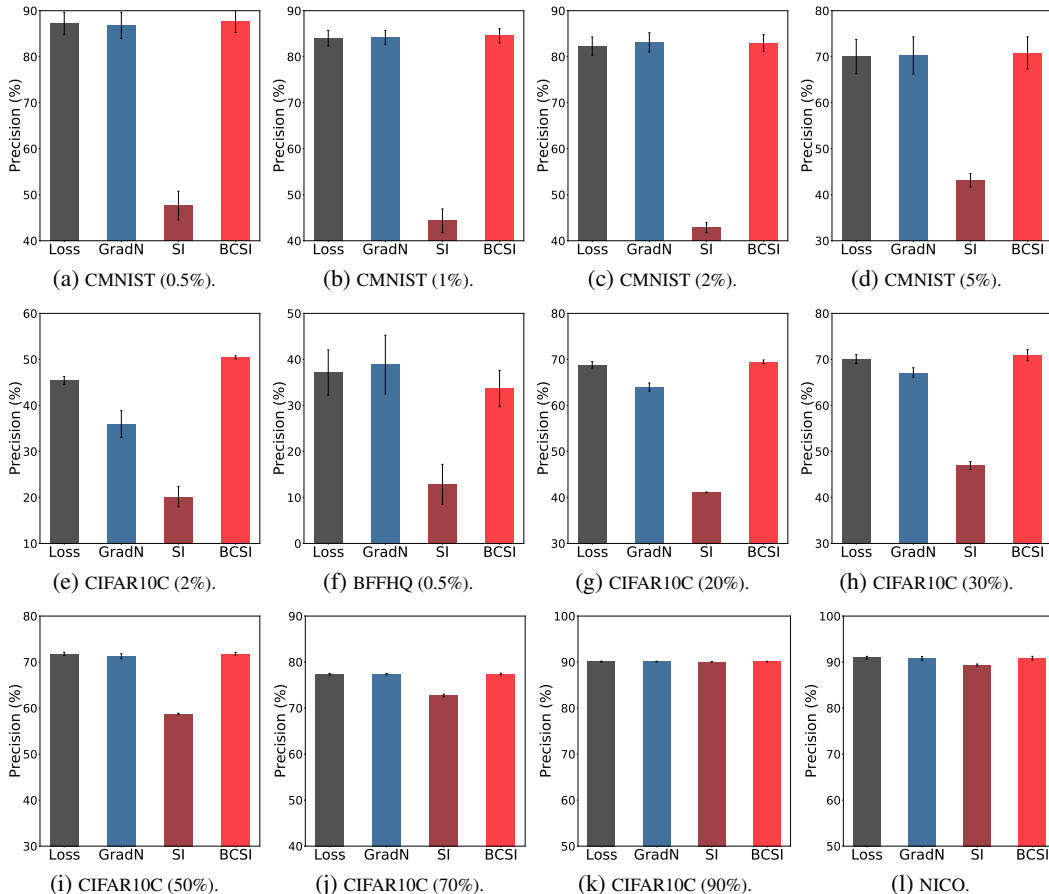 90 90 90 80
80 80 80 70
70 70 70 60
60 60 60 50
50 50 50 40
40 40 40 30
Precision (%) Precision (%) Precision (%) Precision (%)
Loss GradN SI BCSI Loss GradN SI BCSI Loss GradN SI BCSI Loss GradN SI BCSI
(a) CMNIST (0.5%). (b) CMNIST (1%). (c) CMNIST (2%). (d) CMNIST (5%).
60 50 80 80
50 40 70 70
40 30 60 60
30 20 50 50
20 10 40 40
10 0 30 30
Precision (%) Precision (%) Precision (%) Precision (%)
Loss GradN SI BCSI Loss GradN SI BCSI Loss GradN SI BCSI Loss GradN SI BCSI
(e) CIFAR10C (2%). (f) BFFHQ (0.5%). (g) CIFAR10C (20%). (h) CIFAR10C (30%).
80 90 100 100
70 80 90 90
60 70 80 80
50 60 70 70
40 50 60 60
30 40 50 50
Precision (%) Precision (%) Precision (%) Precision (%)
Loss GradN SI BCSI Loss GradN SI BCSI Loss GradN SI BCSI Loss GradN SI BCSI
(i) CIFAR10C (50%). (j) CIFAR10C (70%). (k) CIFAR10C (90%). (l) NICO.